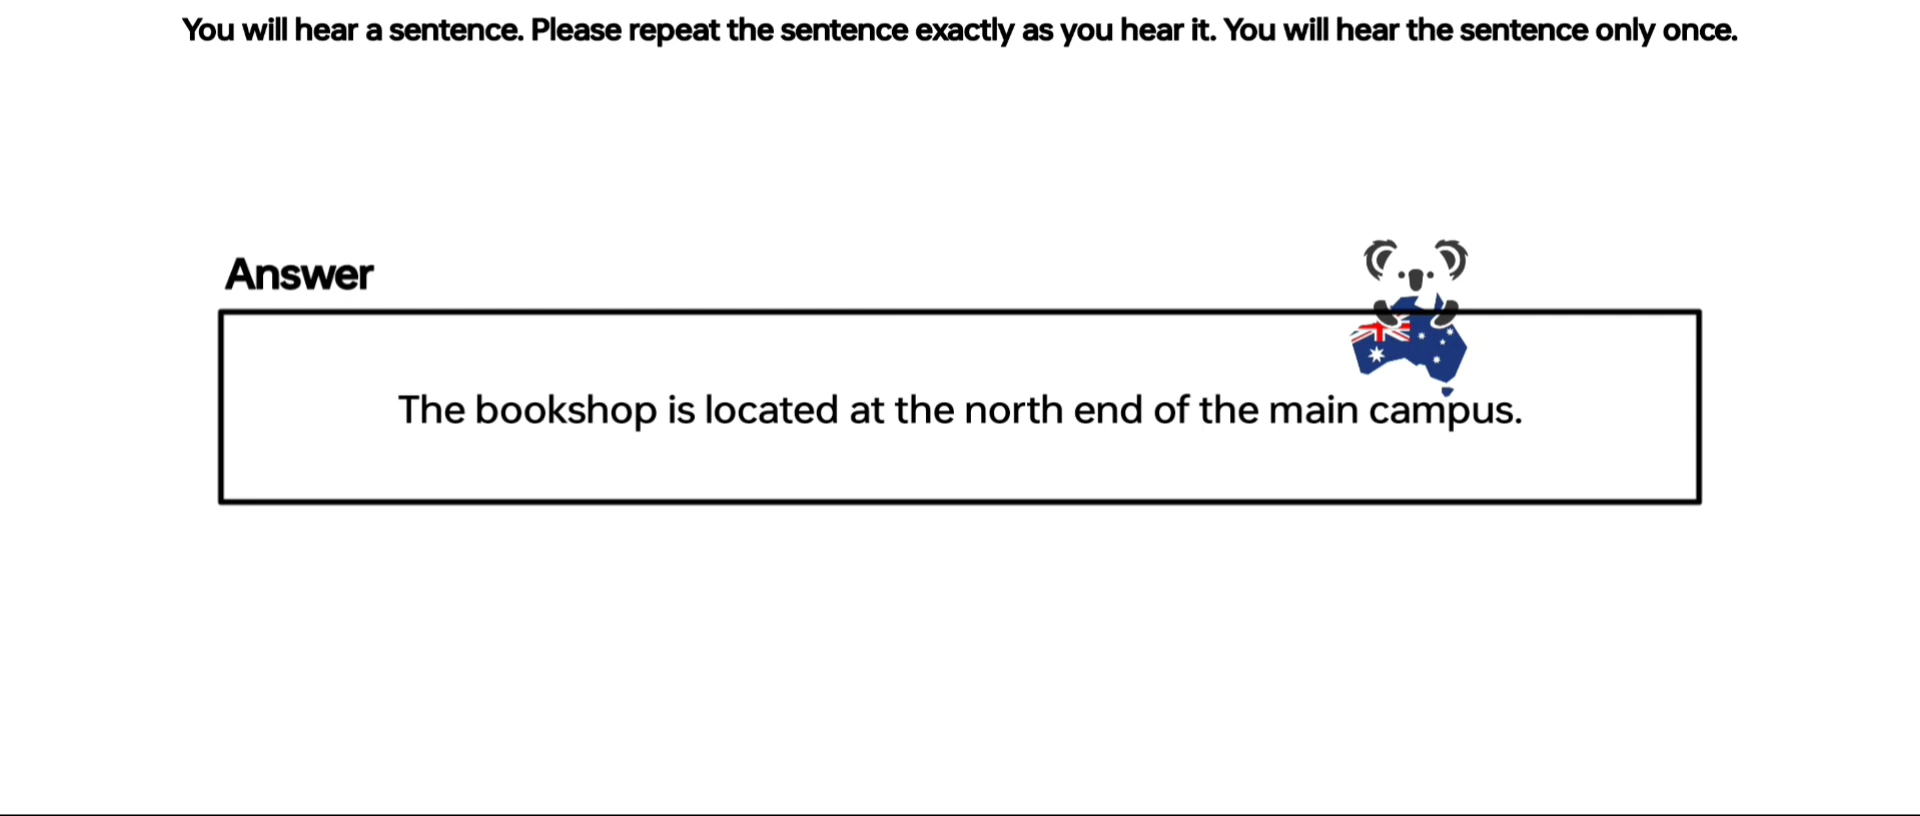 You will hear a sentence. Please repeat the sentence exactly as you hear it. You will hear the sentence only once.
Answer
The bookshop is located at the north end of the main campus.